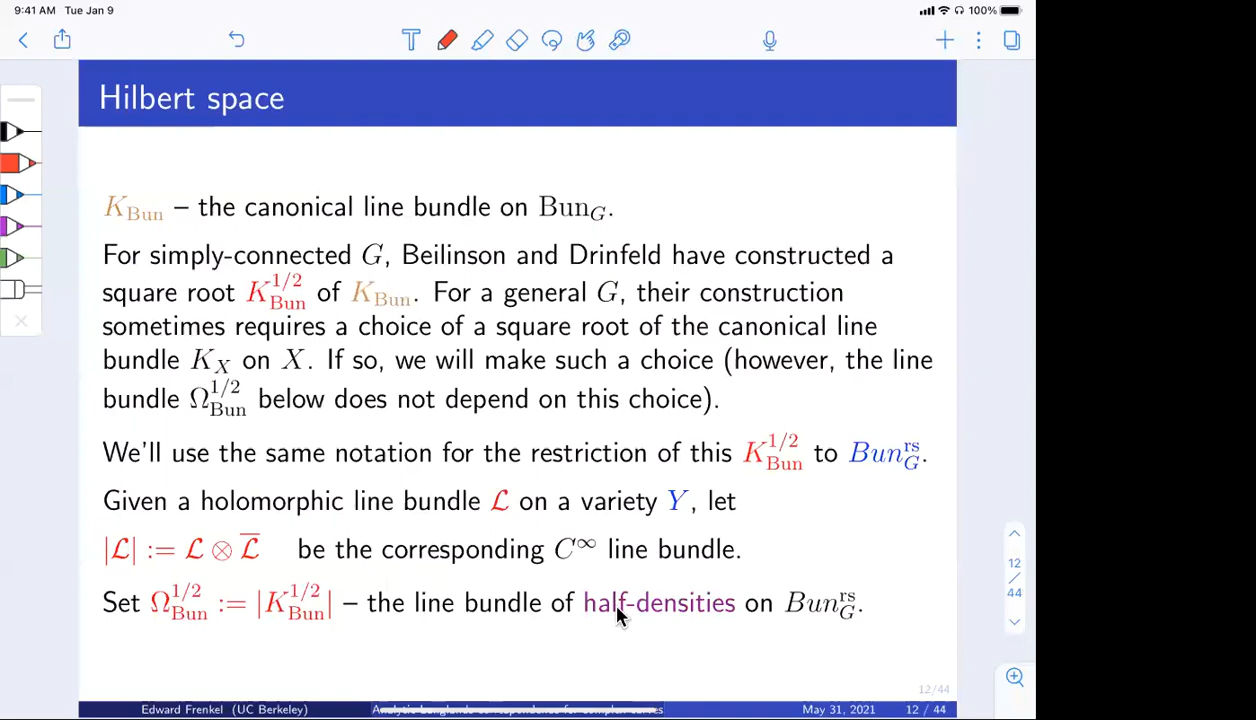 9:41 AM Tue Jan 9
100%
Hilbert space
K_Bun – the canonical line bundle on Bun_G.
For simply-connected G, Beilinson and Drinfeld have constructed a
square root K_Bun^{1/2} of K_Bun. For a general G, their construction
sometimes requires a choice of a square root of the canonical line
bundle K_X on X. If so, we will make such a choice (however, the line
bundle Ω_Bun^{1/2} below does not depend on this choice).
We'll use the same notation for the restriction of this K_Bun^{1/2} to Bun_G^{rs}.
Given a holomorphic line bundle ℒ on a variety Y, let
|ℒ| := ℒ ⊗ ℒ̅ be the corresponding C^∞ line bundle.
Set Ω_Bun^{1/2} := |K_Bun^{1/2}| – the line bundle of half-densities on Bun_G^{rs}.
12
/
44
12/44
Edward Frenkel (UC Berkeley)
May 31, 2021
12 / 44